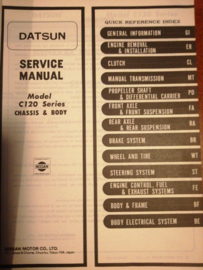 DATSUN
SERVICE
MANUAL
Model
C120 Series
CHASSIS & BODY
NISSAN
NISSAN MOTOR CO., LTD.
QUICK REFERENCE INDEX
GENERAL INFORMATION GI
ENGINE REMOVAL
& INSTALLATION ER
CLUTCH CL
MANUAL TRANSMISSION MT
PROPELLER SHAFT
& DIFFERENTIAL CARRIER PD
FRONT AXLE
& FRONT SUSPENSION FA
REAR AXLE
& REAR SUSPENSION RA
BRAKE SYSTEM BR
WHEEL AND TIRE WT
STEERING SYSTEM ST
ENGINE CONTROL, FUEL
& EXHAUST SYSTEMS FE
BODY & FRAME BF
BODY ELECTRICAL SYSTEM BE